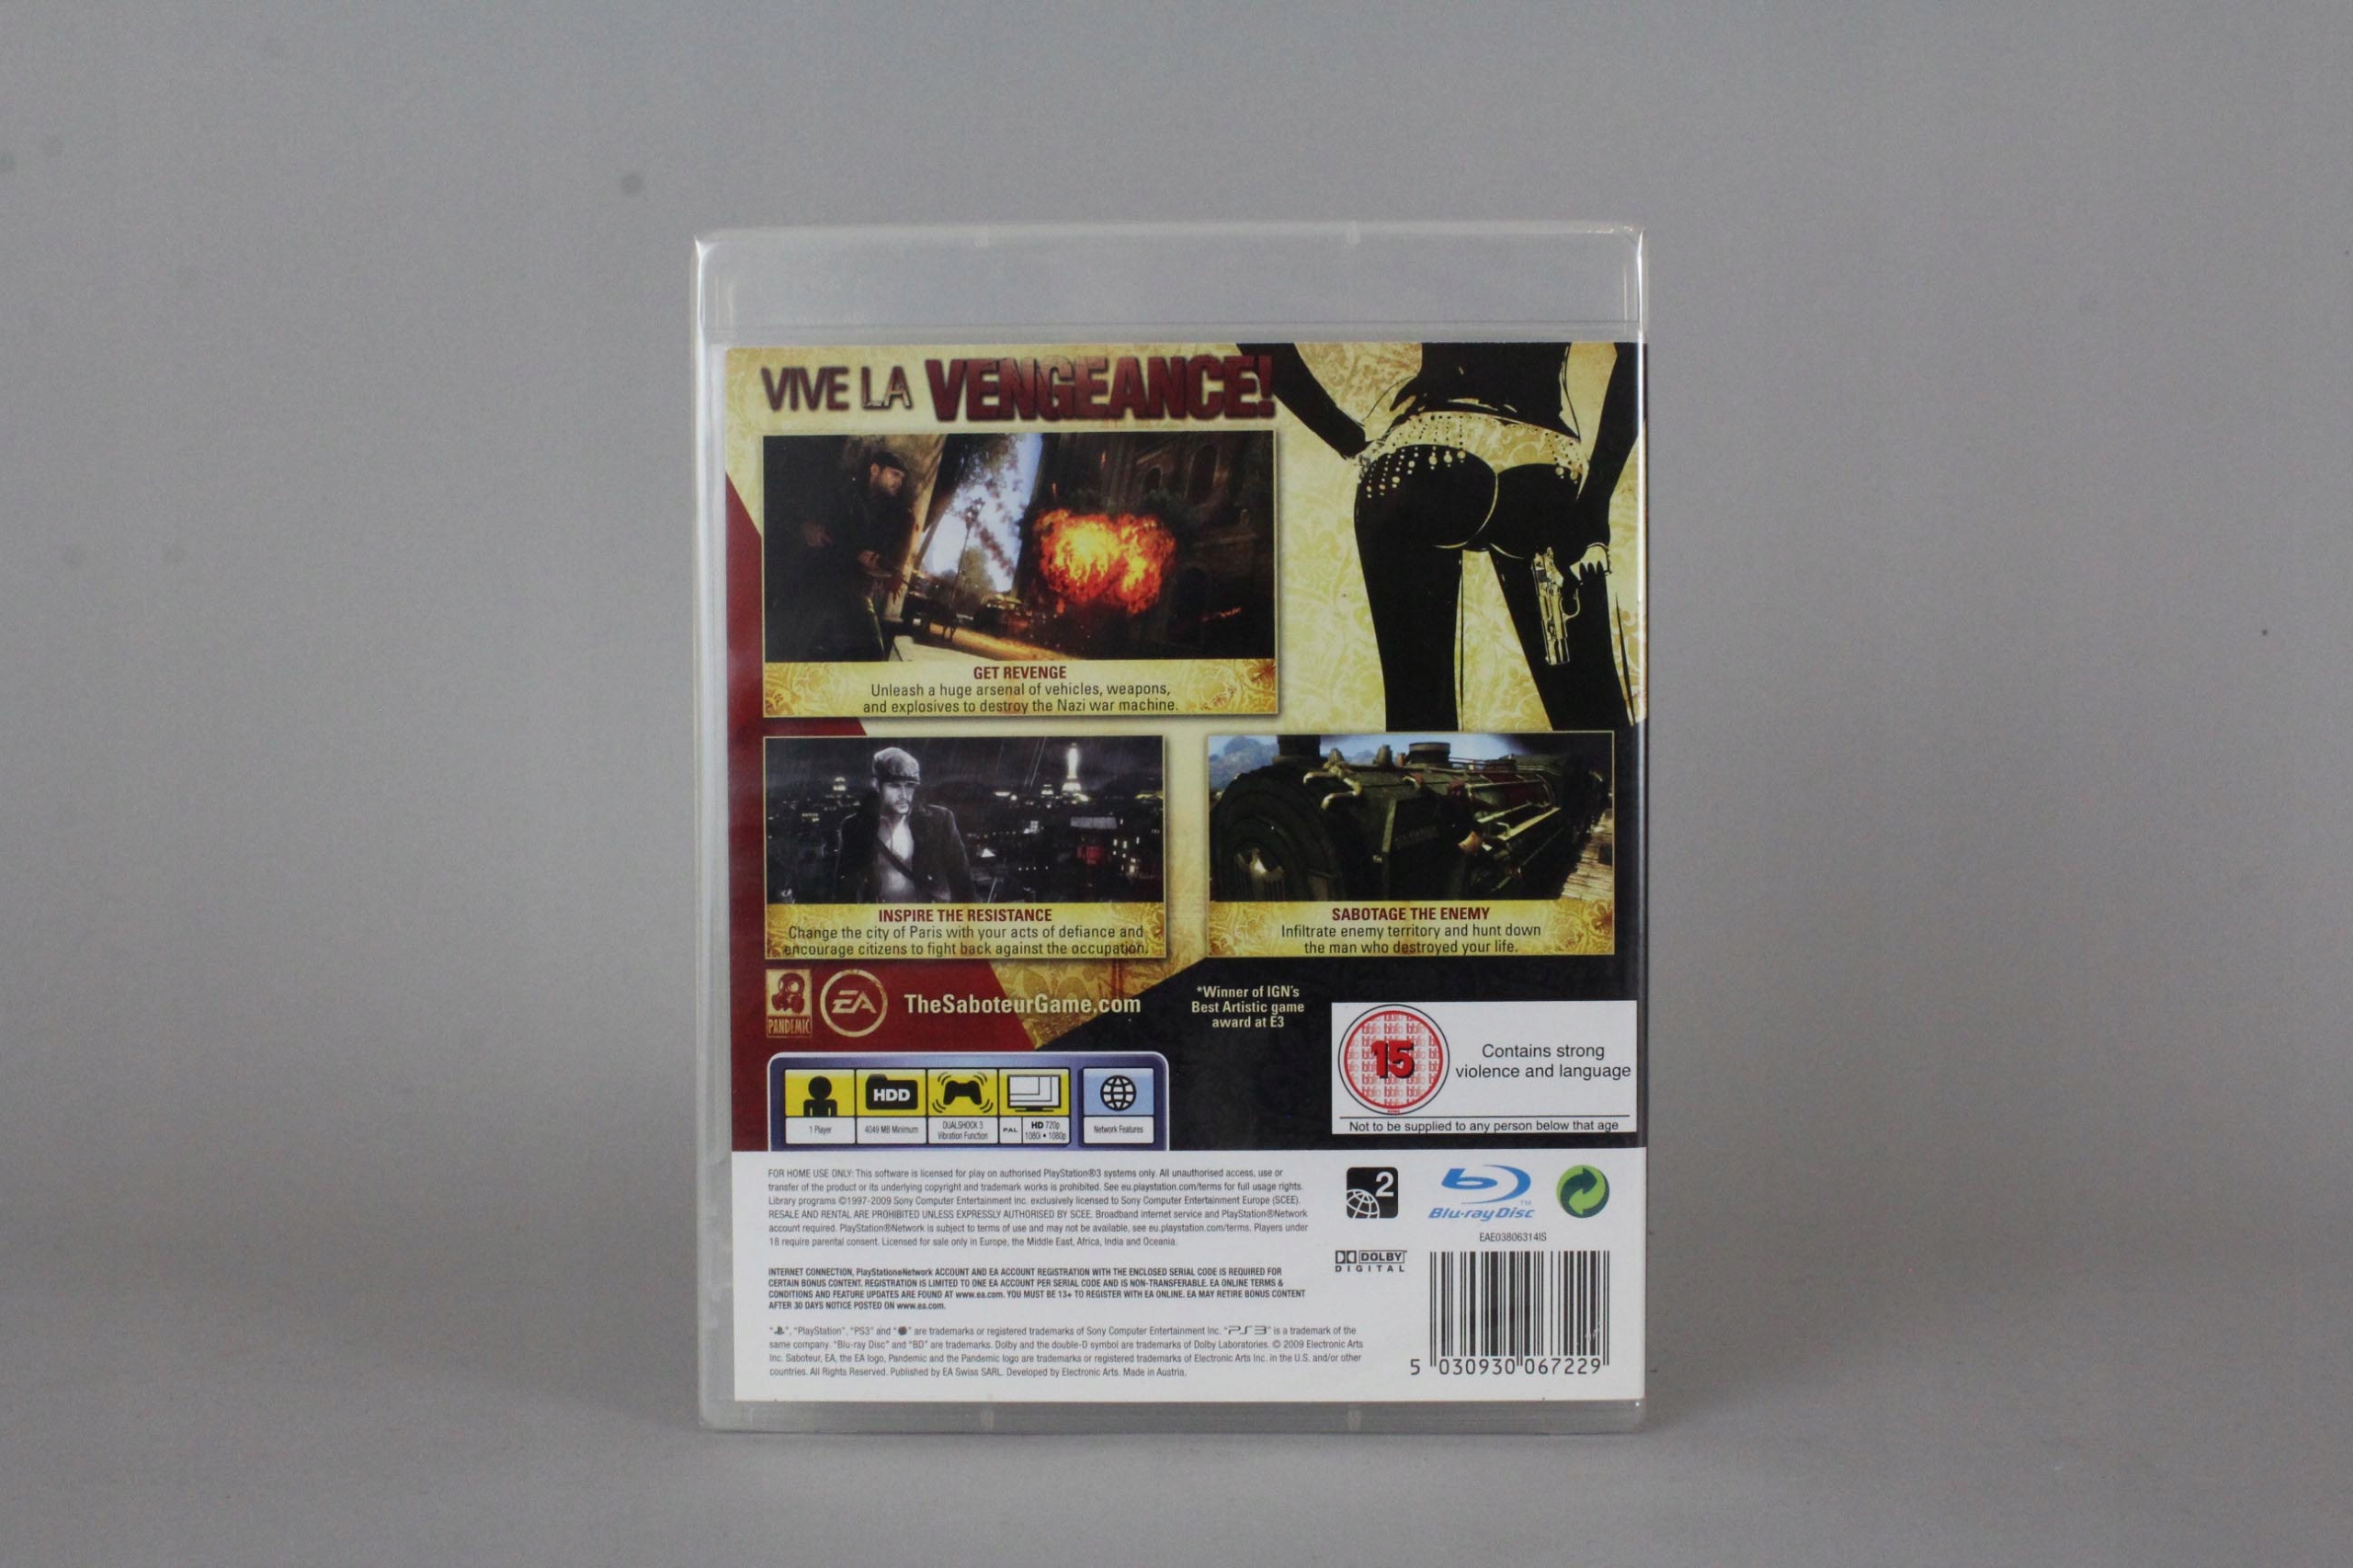 VIVE LA VENGEANCE!
GET REVENGE
Unleash a huge arsenal of vehicles, weapons,
and explosives to destroy the Nazi war machine.
INSPIRE THE RESISTANCE
Change the city of Paris with your acts of defiance and
encourage citizens to fight back against the occupation.
SABOTAGE THE ENEMY
Infiltrate enemy territory and hunt down
the man who destroyed your life.
PANDEMIC
EA
TheSaboteurGame.com
*Winner of IGN's
Best Artistic game
award at E3
15
Contains strong
violence and language
Not to be supplied to any person below that age
HDD
1 Player
4049 MB Minimum
DUALSHOCK 3
Vibration Function
PAL
HD 720p
1080i • 1080p
Network Features
FOR HOME USE ONLY: This software is licensed for play on authorised PlayStation®3 systems only. All unauthorised access, use or
transfer of the product or its underlying copyright and trademark works is prohibited. See eu.playstation.com/terms for full usage rights.
Library programs ©1997-2009 Sony Computer Entertainment Inc. exclusively licensed to Sony Computer Entertainment Europe (SCEE).
RESALE AND RENTAL ARE PROHIBITED UNLESS EXPRESSLY AUTHORISED BY SCEE. Broadband internet service and PlayStation®Network
account required. PlayStation®Network is subject to terms of use and may not be available, see eu.playstation.com/terms. Players under
18 require parental consent. Licensed for sale only in Europe, the Middle East, Africa, India and Oceania.
INTERNET CONNECTION, PlayStation®Network ACCOUNT AND EA ACCOUNT REGISTRATION WITH THE ENCLOSED SERIAL CODE IS REQUIRED FOR
CERTAIN BONUS CONTENT. REGISTRATION IS LIMITED TO ONE EA ACCOUNT PER SERIAL CODE AND IS NON-TRANSFERABLE. EA ONLINE TERMS &
CONDITIONS AND FEATURE UPDATES ARE FOUND AT www.ea.com. YOU MUST BE 13+ TO REGISTER WITH EA ONLINE. EA MAY RETIRE BONUS CONTENT
AFTER 30 DAYS NOTICE POSTED ON www.ea.com.
" ", "PlayStation", "PS3" and " " are trademarks or registered trademarks of Sony Computer Entertainment Inc. "PS3" is a trademark of the
same company. "Blu-ray Disc" and "BD" are trademarks. Dolby and the double-D symbol are trademarks of Dolby Laboratories. © 2009 Electronic Arts
Inc. Saboteur, EA, the EA logo, Pandemic and the Pandemic logo are trademarks or registered trademarks of Electronic Arts Inc. in the U.S. and/or other
countries. All Rights Reserved. Published by EA Swiss SARL. Developed by Electronic Arts. Made in Austria.
2
Blu-ray Disc™
EAE03806314IS
DOLBY
DIGITAL
5 030930 067229